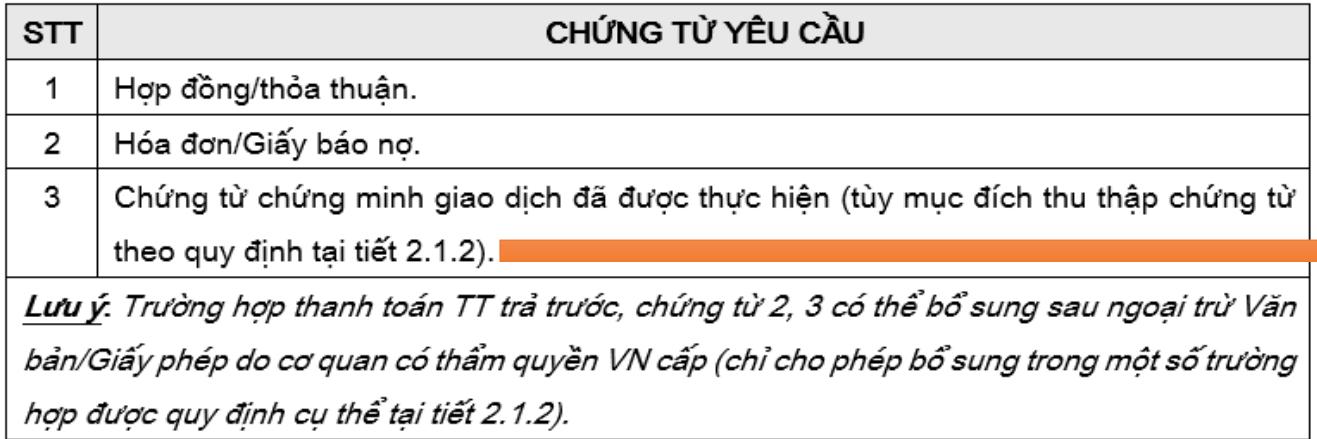 STT CHỨNG TỪ YÊU CẦU
1 Hợp đồng/thỏa thuận.
2 Hóa đơn/Giấy báo nợ.
3 Chứng từ chứng minh giao dịch đã được thực hiện (tùy mục đích thu thập chứng từ
theo quy định tại tiết 2.1.2).
Lưu ý: Trường hợp thanh toán TT trả trước, chứng từ 2, 3 có thể bổ sung sau ngoại trừ Văn
bản/Giấy phép do cơ quan có thẩm quyền VN cấp (chỉ cho phép bổ sung trong một số trường
hợp được quy định cụ thể tại tiết 2.1.2).